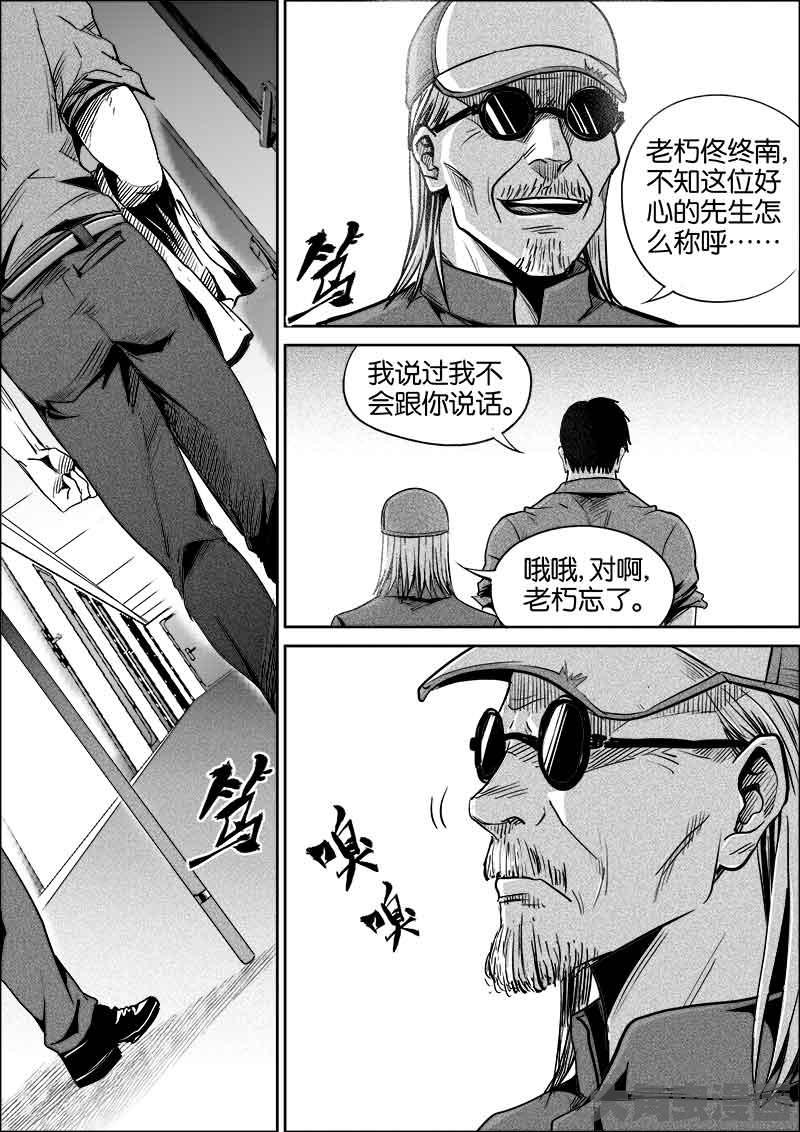 老朽佟终南,
不知这位好
心的先生怎
么称呼……
笃
我说过我不
会跟你说话。
哦哦,对啊,
老朽忘了。
笃
嗅
嗅